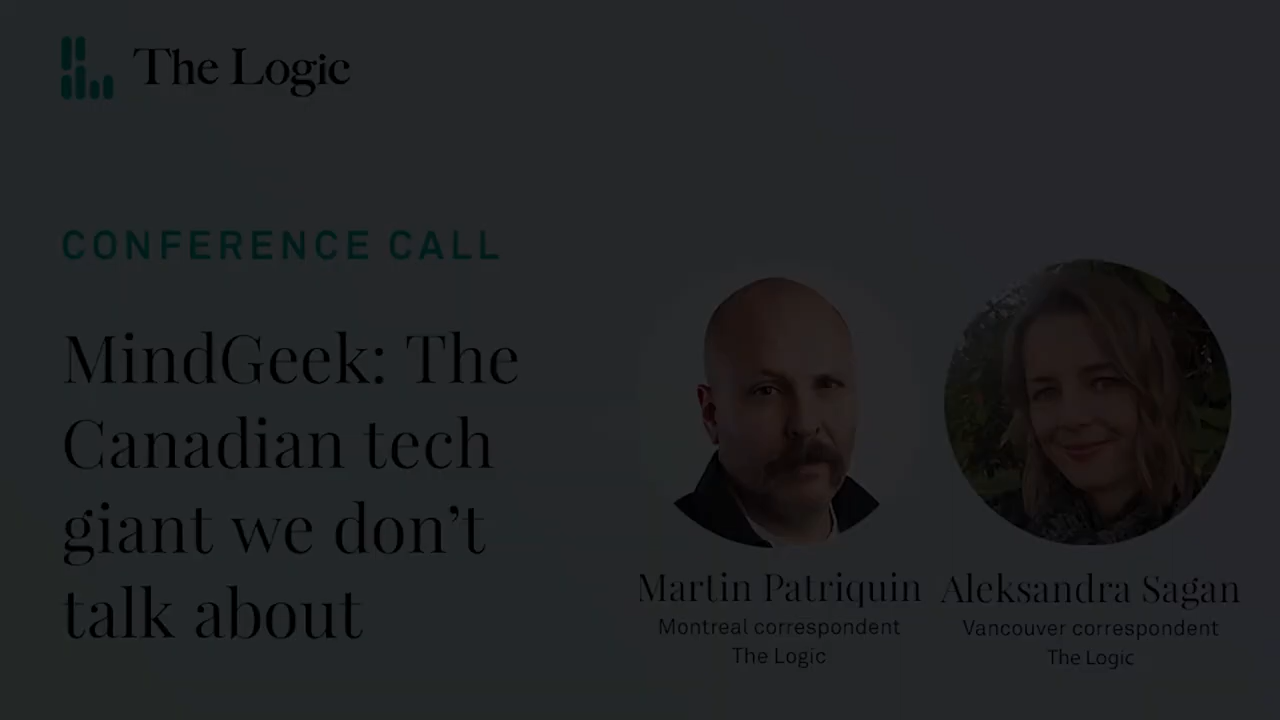 The Logic
CONFERENCE CALL
MindGeek: The
Canadian tech
giant we don’t
talk about
Martin Patriquin
Montreal correspondent
The Logic
Aleksandra Sagan
Vancouver correspondent
The Logic